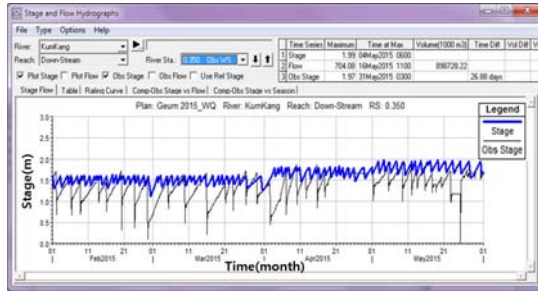 Stage and Flow Hydrographs
File Type Options Help
River: KumKang
Reach: Down-Stream River Sta.: 0.350 Obs WS
Plot Stage Plot Flow Obs Stage Obs Flow Use Ref Stage
Time Series Maximum Time at Max Volume(1000 m3) Time Diff Vol Diff V
1 Stage 1.99 04May2015 0600
2 Flow 704.08 16May2015 1100 898728.22
3 Obs Stage 1.97 31May2015 0300 26.88 days
Stage Flow Table Rating Curve Comp-Obs Stage vs Flow Comp-Obs Stage vs Season
Plan: Geum 2015_WQ River: KumKang Reach: Down-Stream RS: 0.350
Legend
Stage
Obs Stage
Stage(m)
3.0
2.5
2.0
1.5
1.0
0.5
0.0
01 11 21 01 11 21 01 11 21 01 11 21 01
Feb2015 Mar2015 Apr2015 May2015
Time(month)